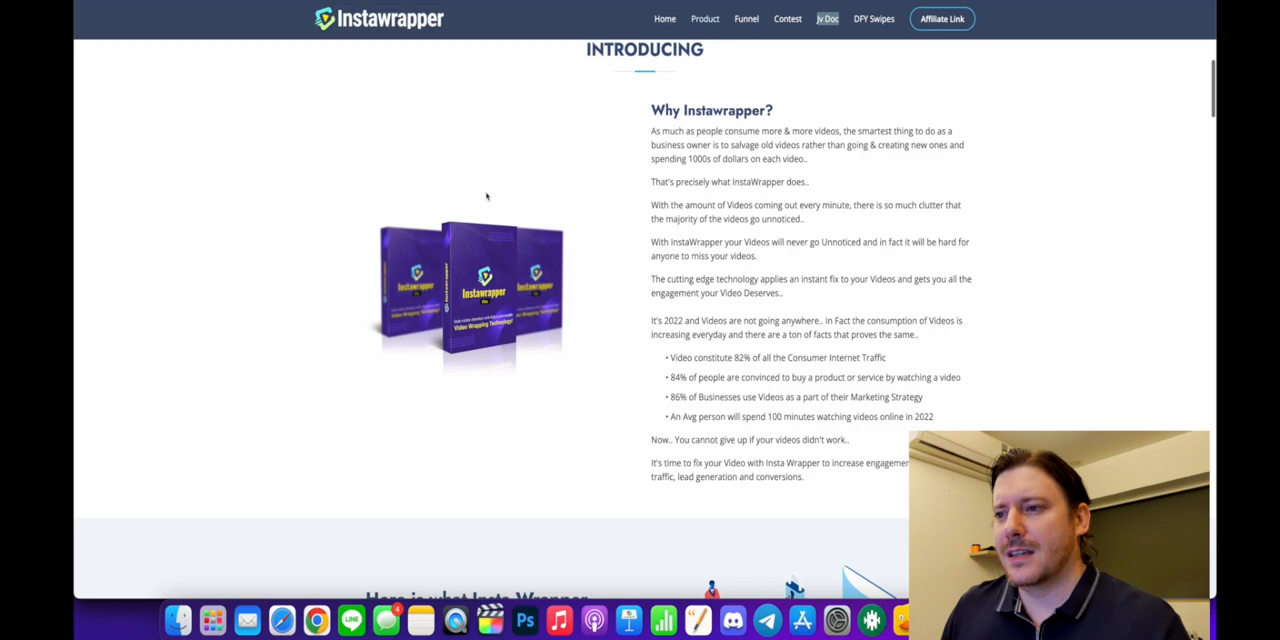 Instawrapper
Home Product Funnel Contest Jv Doc DFY Swipes Affiliate Link
INTRODUCING
Why Instawrapper?
As much as people consume more & more videos, the smartest thing to do as a
business owner is to salvage old videos rather than going & creating new ones and
spending 1000s of dollars on each video..
That's precisely what InstaWrapper does..
With the amount of Videos coming out every minute, there is so much clutter that
the majority of the videos go unnoticed..
With InstaWrapper your Videos will never go Unnoticed and in fact it will be hard for
anyone to miss your videos.
The cutting edge technology applies an instant fix to your Videos and gets you all the
engagement your Video Deserves..
It's 2022 and Videos are not going anywhere.. In Fact the consumption of Videos is
increasing everyday and there are a ton of facts that proves the same..
• Video constitute 82% of all the Consumer Internet Traffic
• 84% of people are convinced to buy a product or service by watching a video
• 86% of Businesses use Videos as a part of their Marketing Strategy
• An Avg person will spend 100 minutes watching videos online in 2022
Now.. You cannot give up if your videos didn't work..
It's time to fix your Video with Insta Wrapper to increase engagemen
traffic, lead generation and conversions.
Instawrapper
Instawrapper
Instawrapper
Video Wrapping Technology!
Here is what Insta Wrapper
LINE
4
Ps